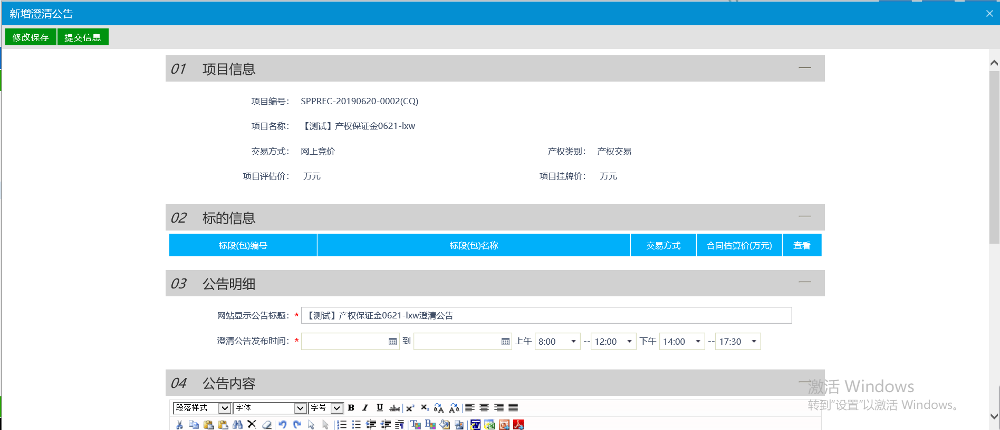 新增澄清公告
修改保存 提交信息
01 项目信息
项目编号： SPPREC-20190620-0002(CQ)
项目名称： 【测试】产权保证金0621-lxw
交易方式： 网上竞价 产权类别： 产权交易
项目评估价： 万元 项目挂牌价： 万元
02 标的信息
标段(包)编号 标段(包)名称 交易方式 合同估算价(万元) 查看
03 公告明细
网站显示公告标题：* 【测试】产权保证金0621-lxw澄清公告
澄清公告发布时间：* 到 上午 8:00 -- 12:00 下午 14:00 -- 17:30
04 公告内容
激活 Windows
转到“设置”以激活 Windows。
段落样式 字体 字号 B I U abc